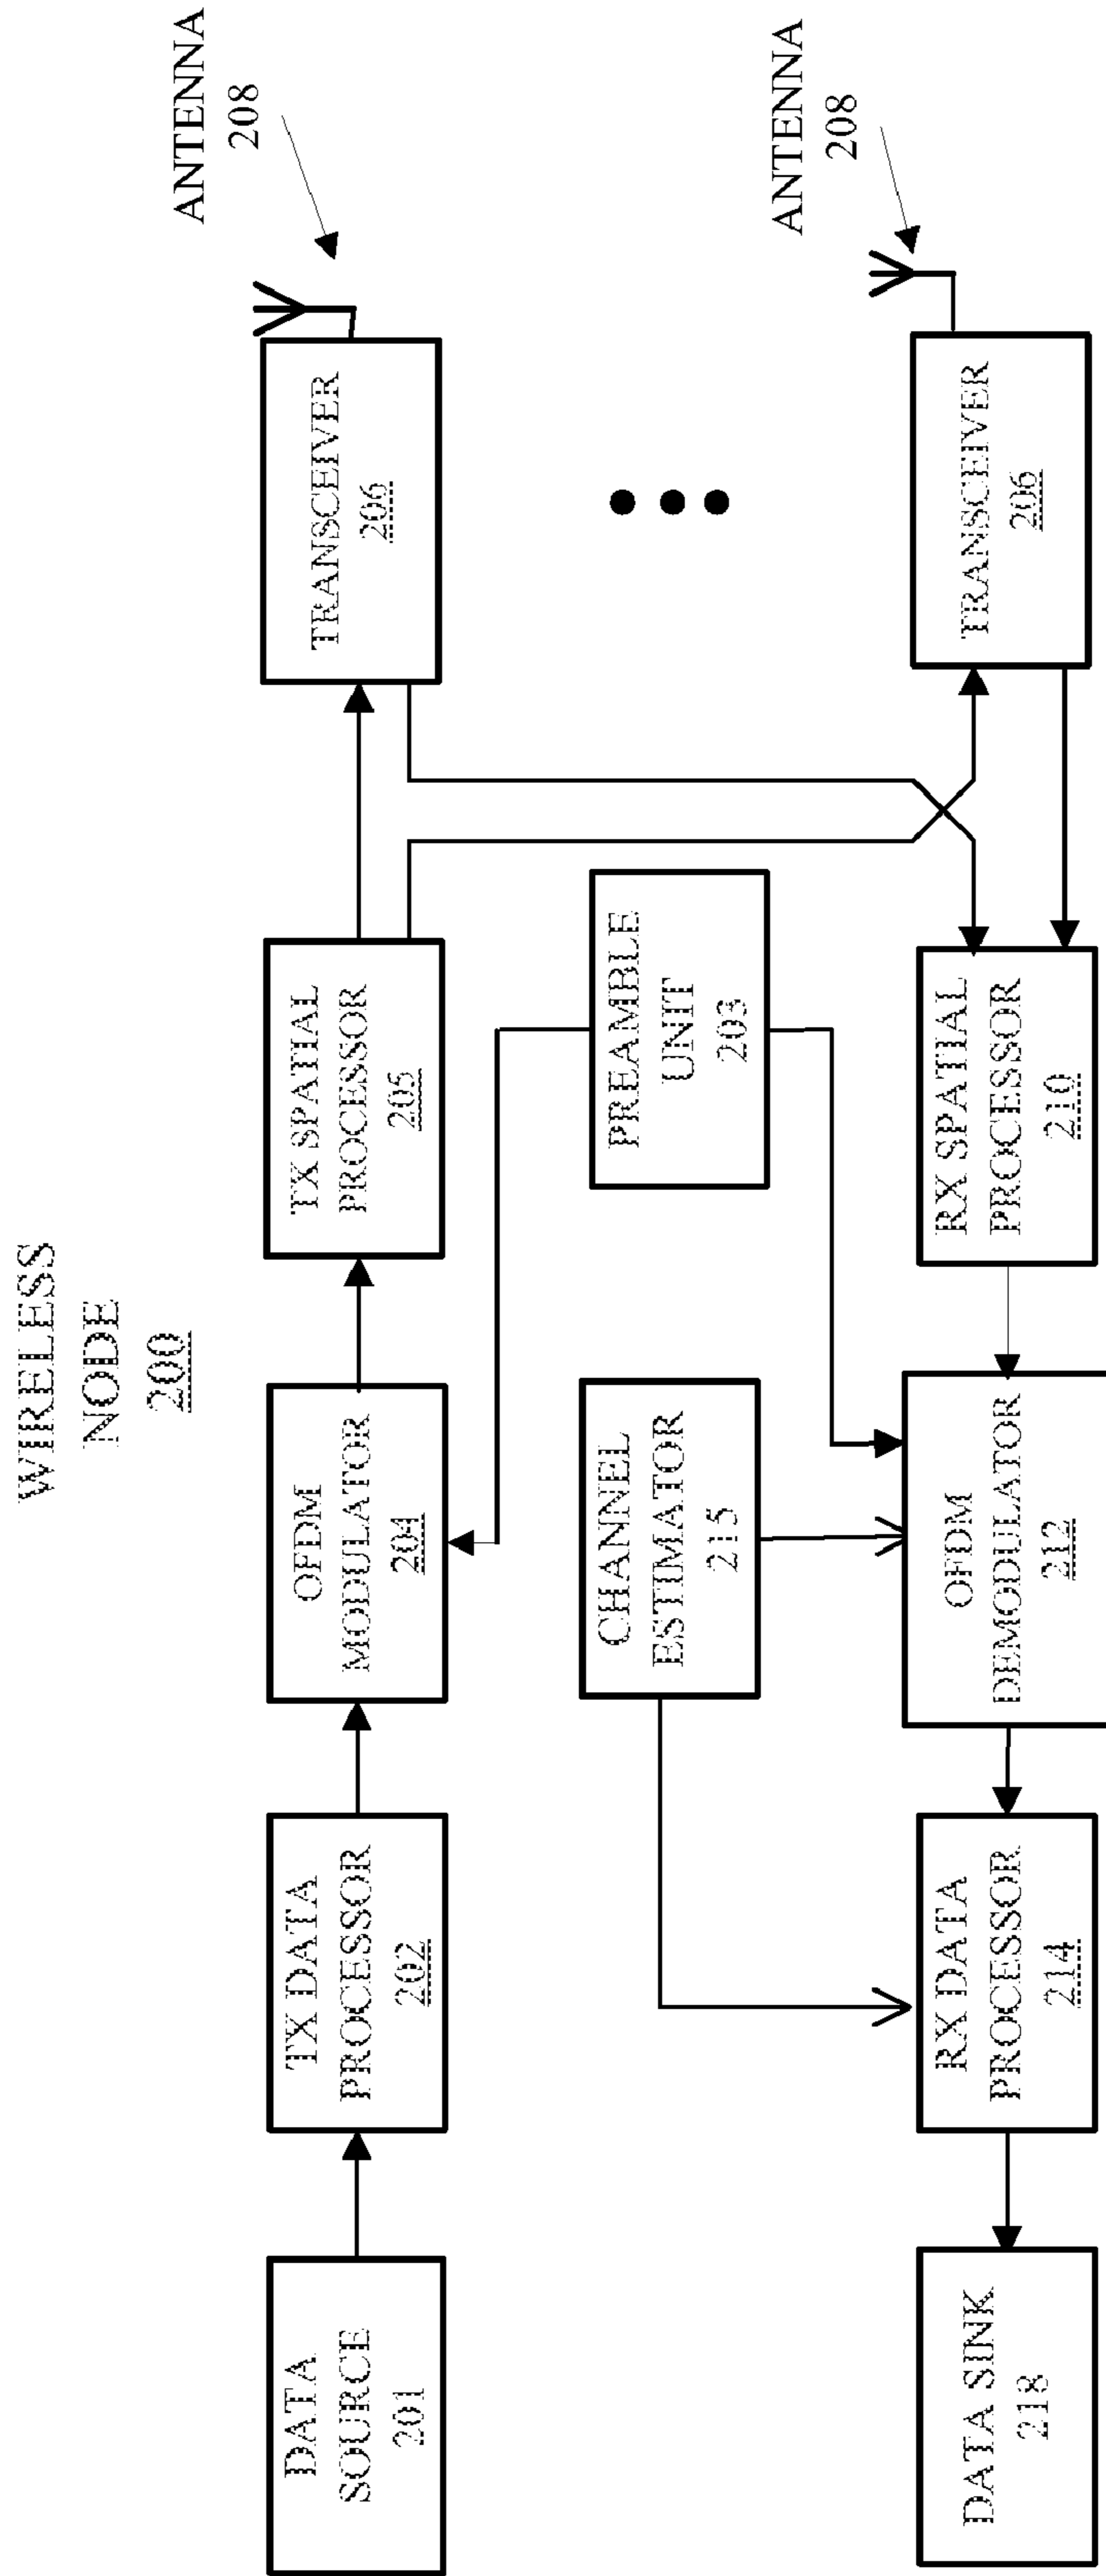 WIRELESS
NODE
200
DATA
SOURCE
201
TX DATA
PROCESSOR
202
OFDM
MODULATOR
204
TX SPATIAL
PROCESSOR
205
TRANSCEIVER
206
ANTENNA
208
CHANNEL
ESTIMATOR
215
PREAMBLE
UNIT
203
DATA SINK
218
RX DATA
PROCESSOR
214
OFDM
DEMODULATOR
212
RX SPATIAL
PROCESSOR
210
TRANSCEIVER
206
ANTENNA
208